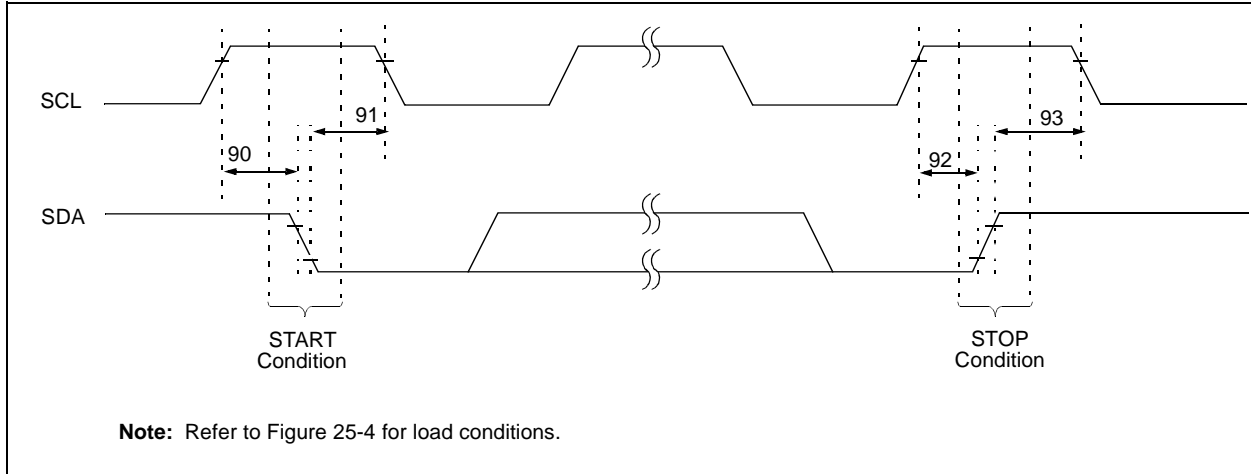 SCL
91
93
90
92
SDA
START
Condition
STOP
Condition
Note: Refer to Figure 25-4 for load conditions.